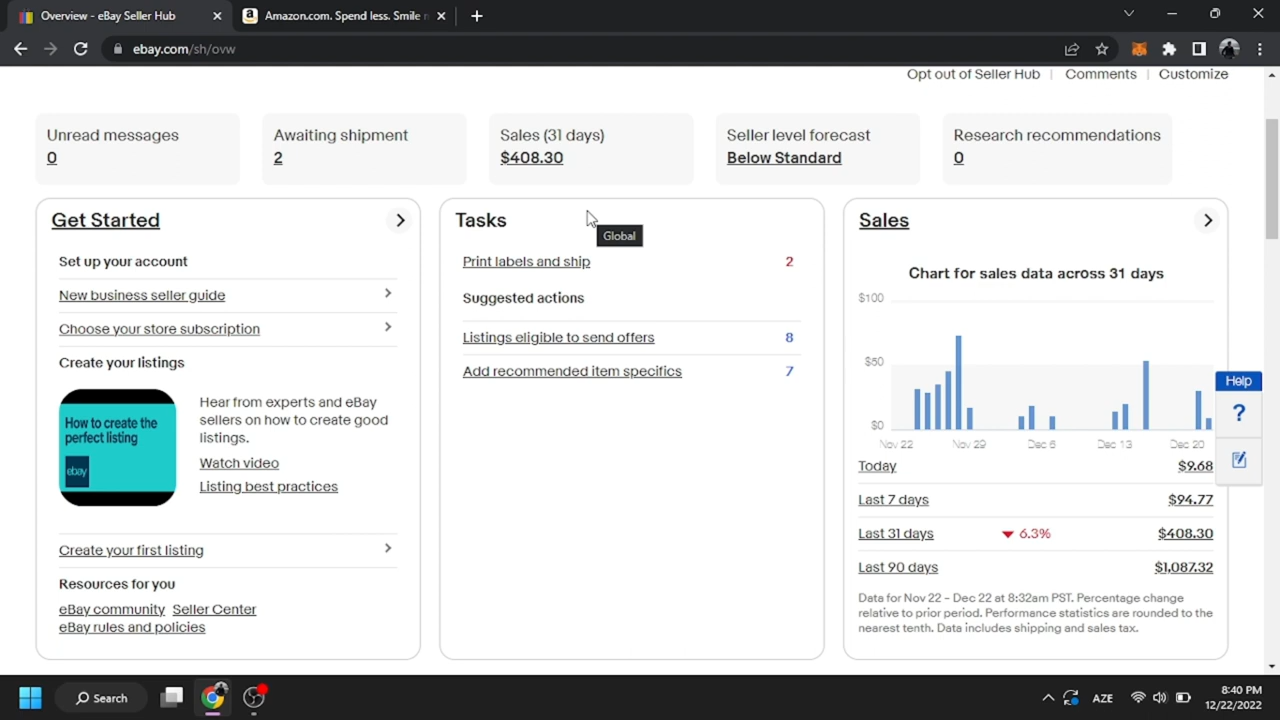 Overview - eBay Seller Hub
Amazon.com. Spend less. Smile
ebay.com/sh/ovw
Opt out of Seller Hub
Comments
Customize
Unread messages
0
Awaiting shipment
2
Sales (31 days)
$408.30
Seller level forecast
Below Standard
Research recommendations
0
Get Started
Set up your account
New business seller guide
Choose your store subscription
Create your listings
How to create the
perfect listing
ebay
Hear from experts and eBay
sellers on how to create good
listings.
Watch video
Listing best practices
Create your first listing
Resources for you
eBay community Seller Center
eBay rules and policies
Tasks
Global
Print labels and ship 2
Suggested actions
Listings eligible to send offers 8
Add recommended item specifics 7
Sales
Chart for sales data across 31 days
$100
$50
$0
Nov 22 Nov 29 Dec 6 Dec 13 Dec 20
Today $9.68
Last 7 days $94.77
Last 31 days 6.3% $408.30
Last 90 days $1,087.32
Data for Nov 22 - Dec 22 at 8:32am PST. Percentage change
relative to prior period. Performance statistics are rounded to the
nearest tenth. Data includes shipping and sales tax.
Help
?
Search
AZE
8:40 PM
12/22/2022